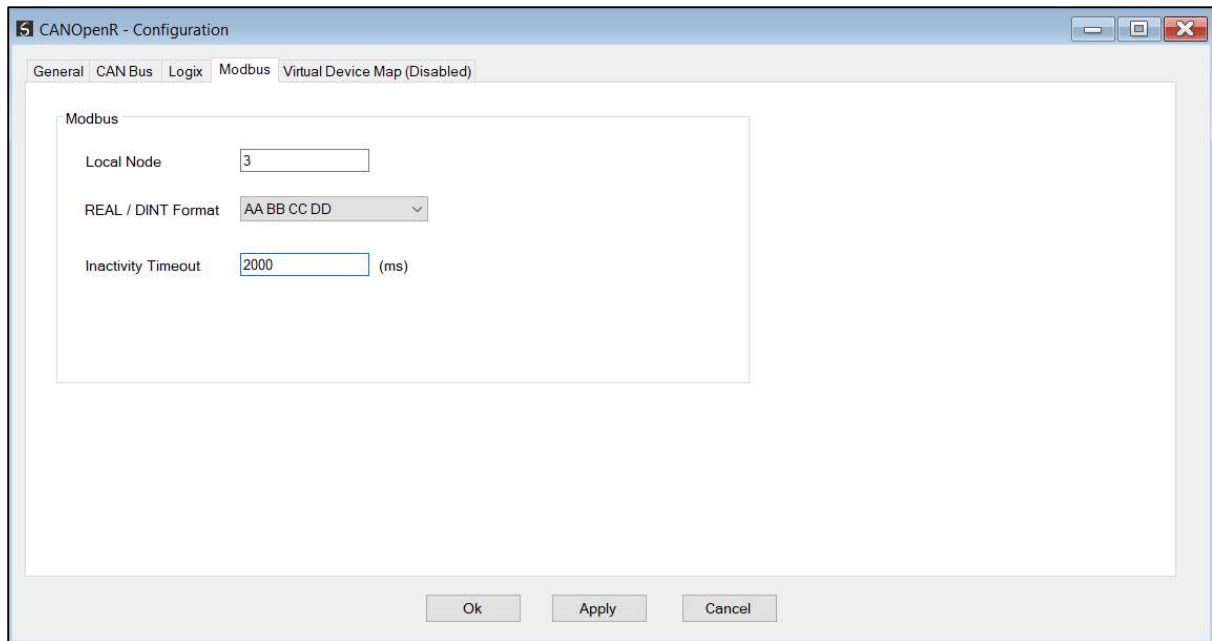 CANOpenR - Configuration
General CAN Bus Logix Modbus Virtual Device Map (Disabled)
Modbus
Local Node 3
REAL / DINT Format AA BB CC DD
Inactivity Timeout 2000 (ms)
Ok Apply Cancel